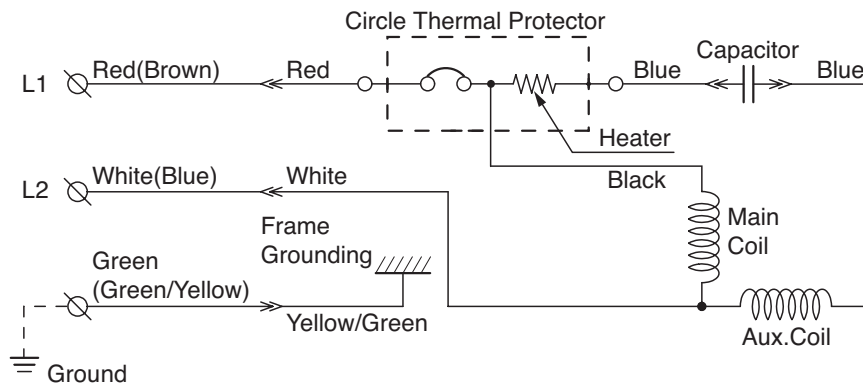 Circle Thermal Protector
L1
Red(Brown)
Red
Blue
Capacitor
Blue
Heater
L2
White(Blue)
White
Black
Frame
Grounding
Main
Coil
Green
(Green/Yellow)
Yellow/Green
Aux.Coil
Ground